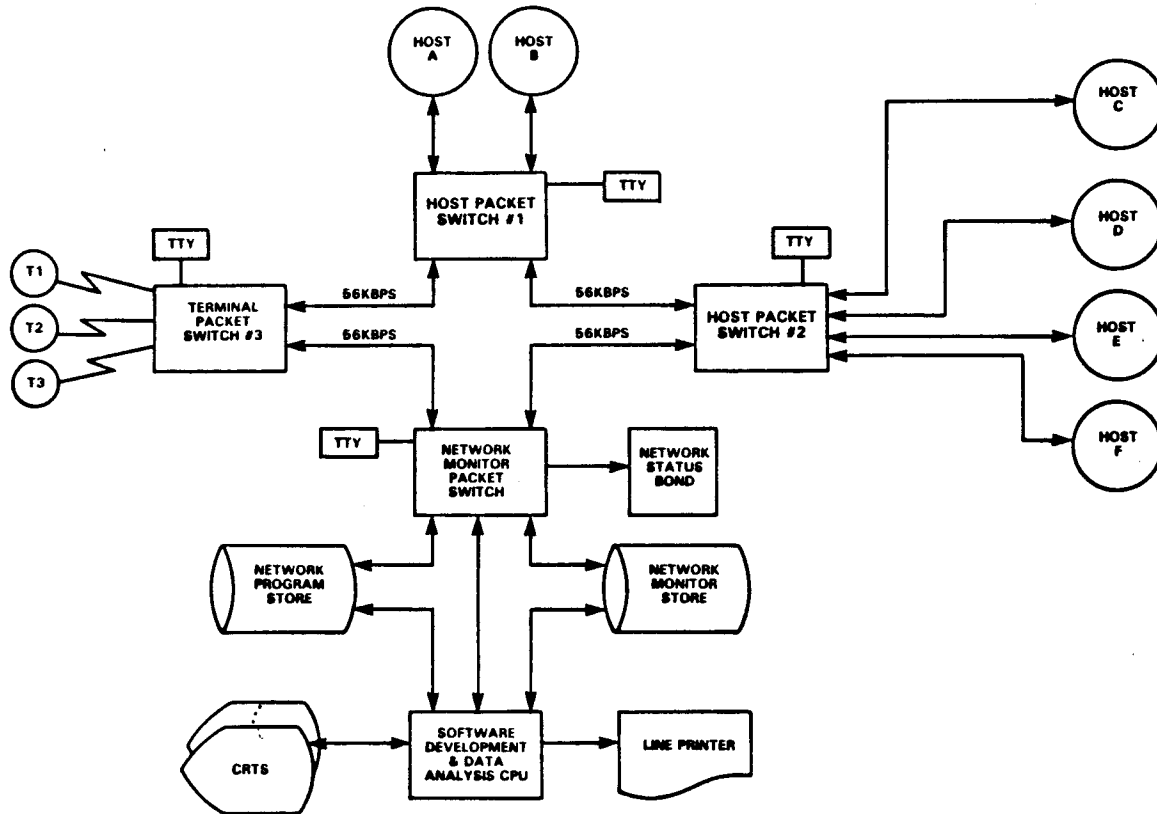 HOST
A
HOST
B
HOST
C
HOST PACKET
SWITCH #1
TTY
HOST
D
TTY
TTY
T1
T2
T3
TERMINAL
PACKET
SWITCH #3
56KBPS
56KBPS
56KBPS
56KBPS
HOST PACKET
SWITCH #2
HOST
E
HOST
F
TTY
NETWORK
MONITOR
PACKET
SWITCH
NETWORK
STATUS
BOND
NETWORK
PROGRAM
STORE
NETWORK
MONITOR
STORE
CRTS
SOFTWARE
DEVELOPMENT
& DATA
ANALYSIS CPU
LINE PRINTER